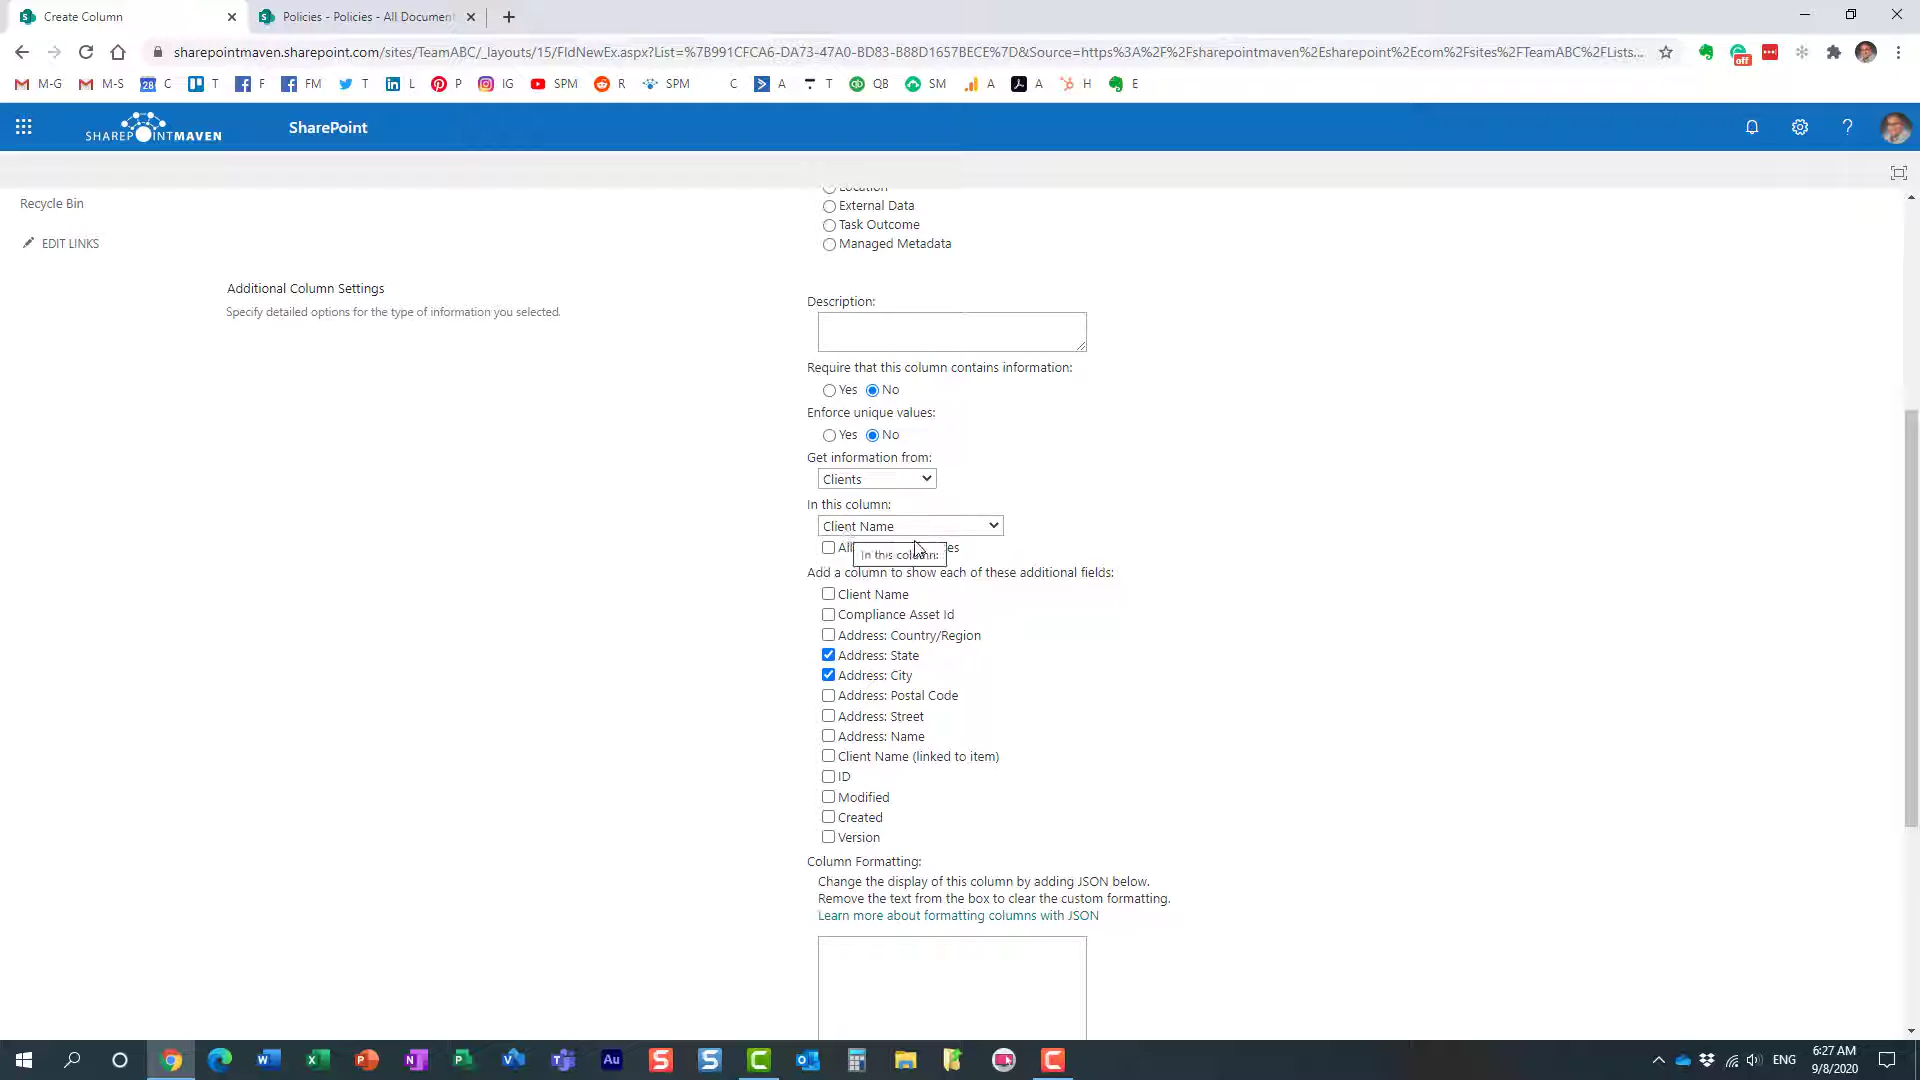 Create Column
Policies - Policies - All Document
sharepointmaven.sharepoint.com/sites/TeamABC/_layouts/15/FldNewEx.aspx?List=%7B991CFCA6-DA73-47A0-BD83-B88D1657BECE%7D&Source=https%3A%2F%2Fsharepointmaven%2Esharepoint%2Ecom%2Fsites%2FTeamABC%2FLists...
off
M-G M-S 28 C T F FM T L P IG SPM R SPM C A T QB SM A A H E
SHAREPOINTMAVEN SharePoint
Location
Recycle Bin
External Data
Task Outcome
EDIT LINKS
Managed Metadata
Additional Column Settings
Specify detailed options for the type of information you selected.
Description:
Require that this column contains information:
Yes No
Enforce unique values:
Yes No
Get information from:
Clients
In this column:
Client Name
In this column:
Add a column to show each of these additional fields:
Client Name
Compliance Asset Id
Address: Country/Region
Address: State
Address: City
Address: Postal Code
Address: Street
Address: Name
Client Name (linked to item)
ID
Modified
Created
Version
Column Formatting:
Change the display of this column by adding JSON below.
Remove the text from the box to clear the custom formatting.
Learn more about formatting columns with JSON
ENG
6:27 AM
9/8/2020